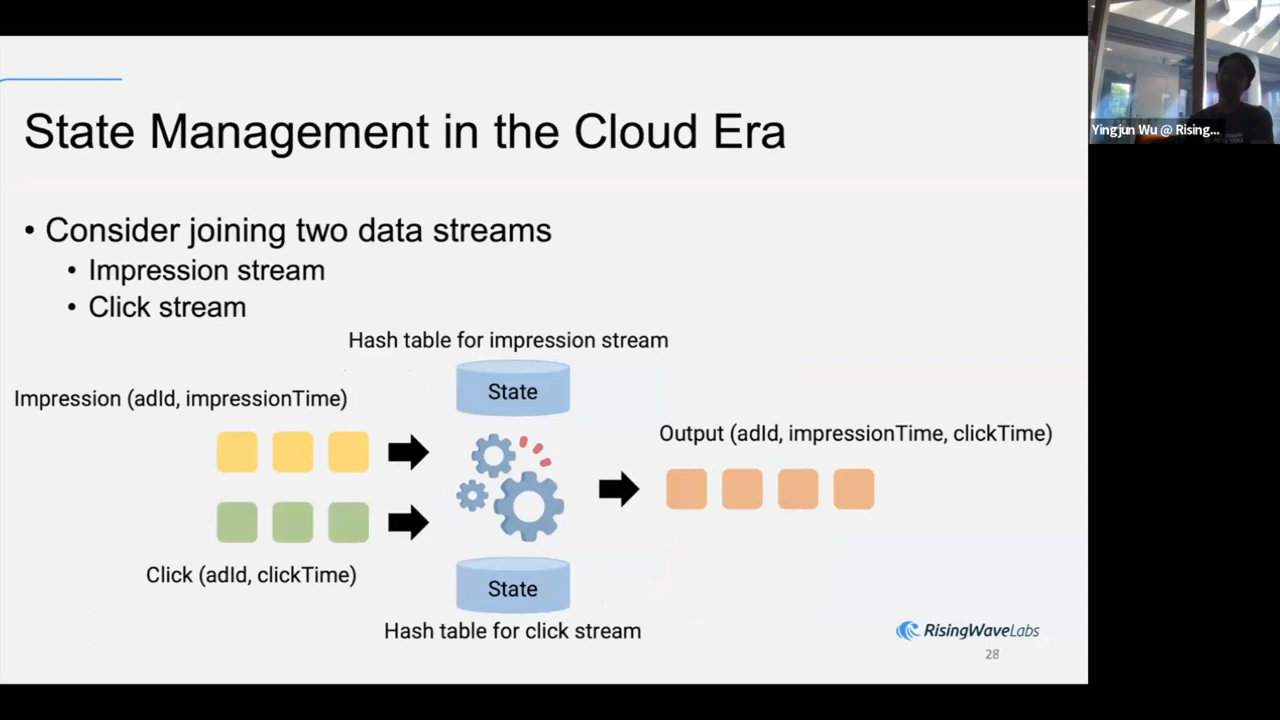 State Management in the Cloud Era
• Consider joining two data streams
• Impression stream
• Click stream
Hash table for impression stream
State
Impression (adId, impressionTime)
Output (adId, impressionTime, clickTime)
Click (adId, clickTime)
State
Hash table for click stream
RisingWaveLabs
28
Yingjun Wu @ Rising...